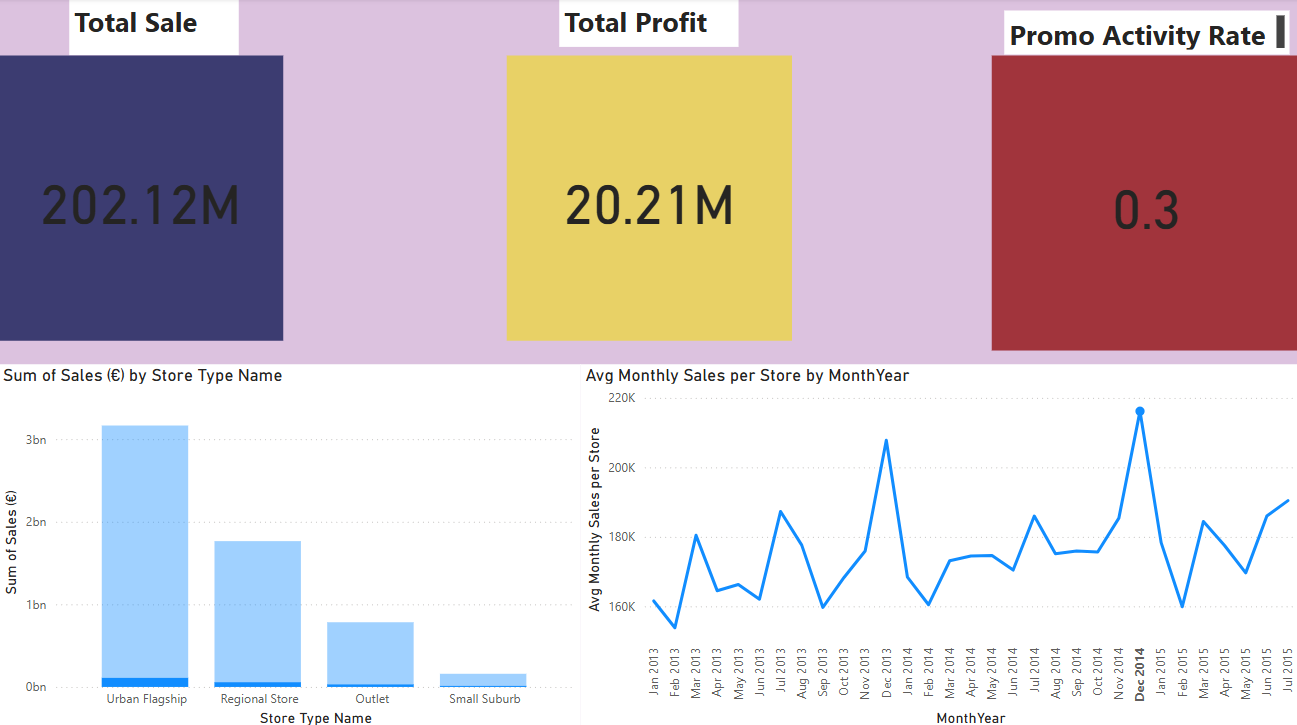 Total Sale
Total Profit
Promo Activity Rate
202.12M
20.21M
0.3
Sum of Sales (€) by Store Type Name
Sum of Sales (€)
3bn
2bn
1bn
0bn
Urban Flagship
Regional Store
Outlet
Small Suburb
Store Type Name
Avg Monthly Sales per Store by MonthYear
Avg Monthly Sales per Store
220K
200K
180K
160K
Jan 2013
Feb 2013
Mar 2013
Apr 2013
May 2013
Jun 2013
Jul 2013
Aug 2013
Sep 2013
Oct 2013
Nov 2013
Dec 2013
Jan 2014
Feb 2014
Mar 2014
Apr 2014
May 2014
Jun 2014
Jul 2014
Aug 2014
Sep 2014
Oct 2014
Nov 2014
Dec 2014
Jan 2015
Feb 2015
Mar 2015
Apr 2015
May 2015
Jun 2015
Jul 2015
MonthYear